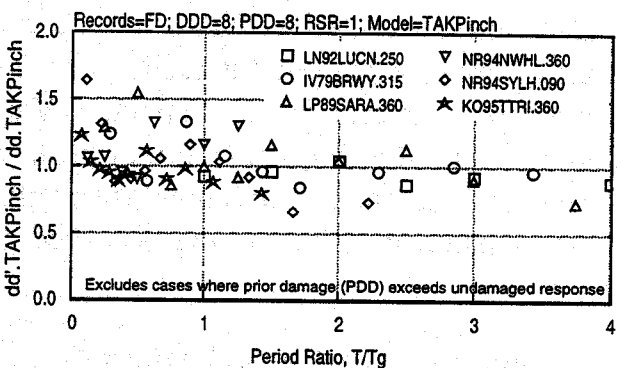 Records=FD; DDD=8; PDD=8; RSR=1; Model=TAKPinch
2.0
1.5
1.0
0.5
0.0
dd'.TAKPinch / dd.TAKPinch
LN92LUCN.250
IV79BRWY.315
LP89SARA.360
NR94NWHL.360
NR94SYLH.090
KO95TTRI.360
Excludes cases where prior damage (PDD) exceeds undamaged response
0 1 2 3 4
Period Ratio, T/Tg